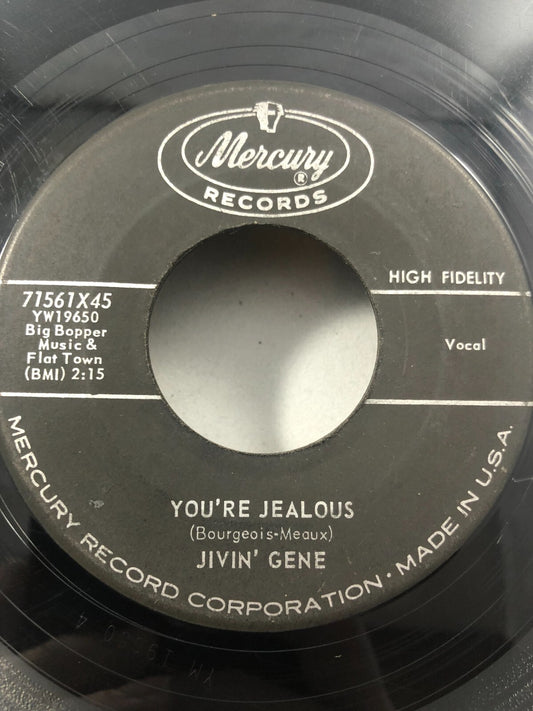 Mercury
®
RECORDS
HIGH FIDELITY
71561X45
YW19650
Big Bopper
Music &
Flat Town
(BMI) 2:15
Vocal
YOU'RE JEALOUS
(Bourgeois-Meaux)
JIVIN' GENE
MERCURY RECORD CORPORATION • MADE IN U.S.A.